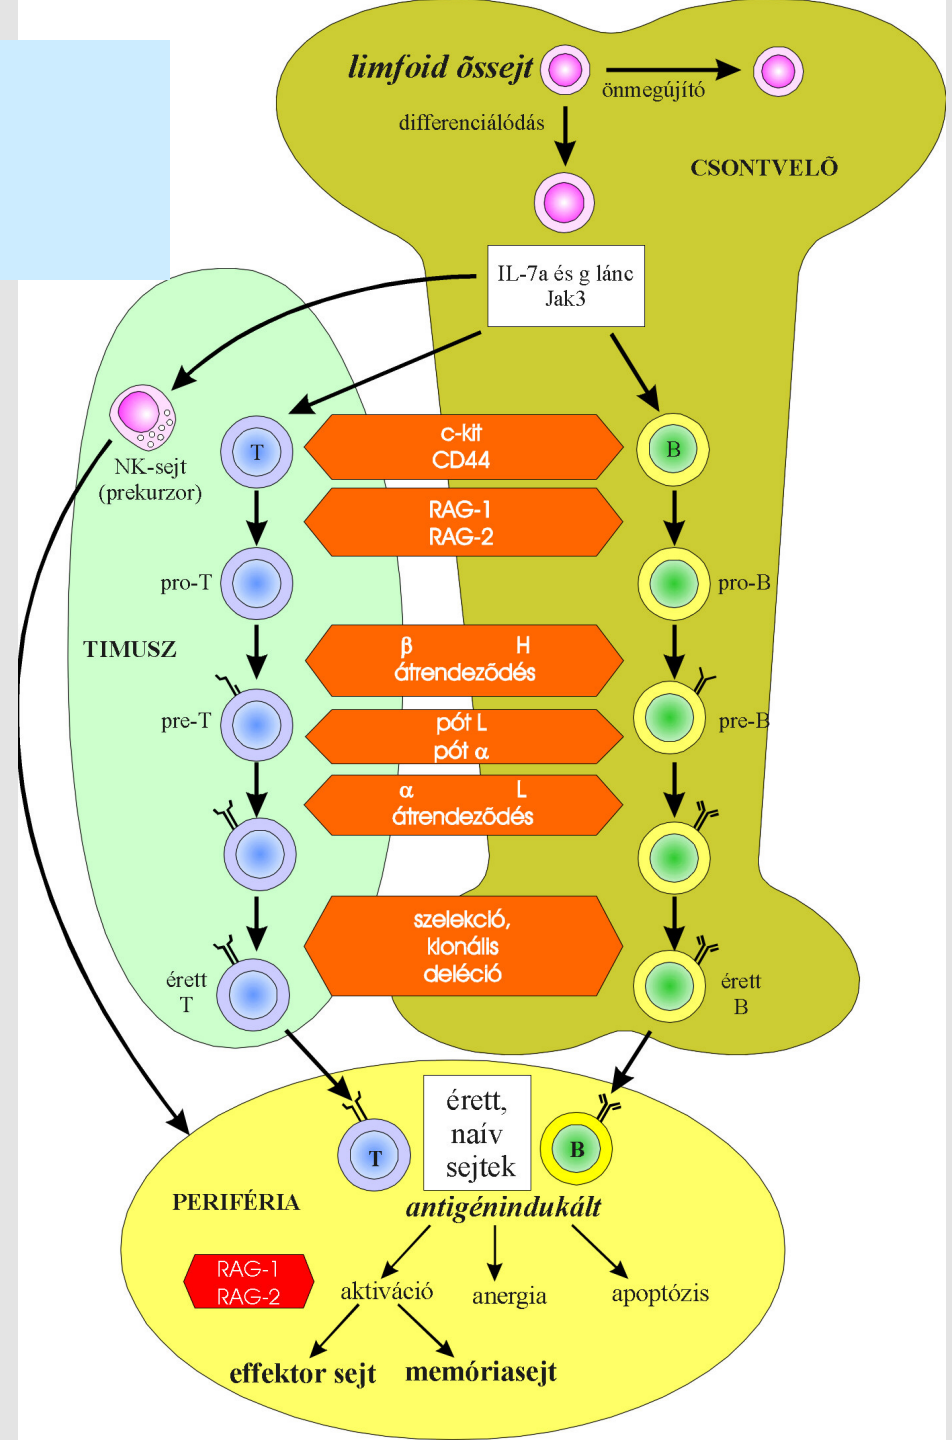 limfoid õssejt
önmegújító
differenciálódás
CSONTVELÕ
IL-7a és g lánc
Jak3
c-kit
CD44
T
B
NK-sejt
(prekurzor)
RAG-1
RAG-2
pro-T
pro-B
TIMUSZ
β H
átrendezõdés
pre-T
pre-B
pót L
pót α
α L
átrendezõdés
szelekció,
klonális
deléció
érett
T
érett
B
érett,
naív
sejtek
T
B
PERIFÉRIA
antigénindukált
RAG-1
RAG-2
aktiváció
anergia
apoptózis
effektor sejt
memóriasejt